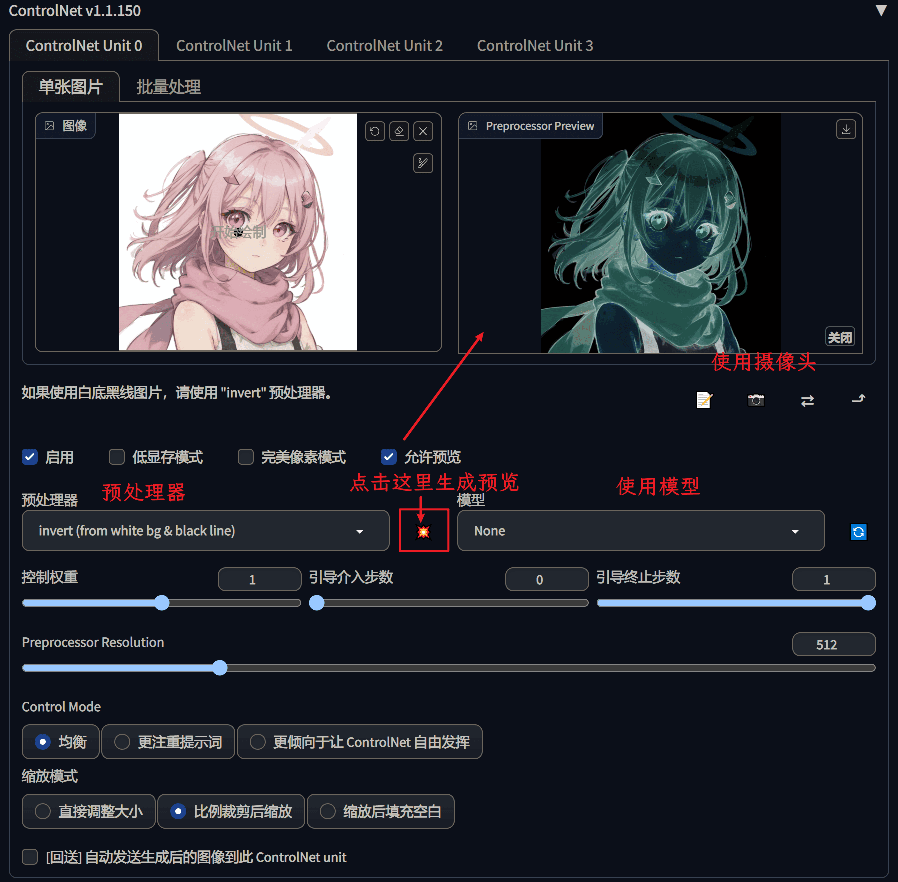 ControlNet v1.1.150
ControlNet Unit 0 ControlNet Unit 1 ControlNet Unit 2 ControlNet Unit 3
单张图片 批量处理
图像
开始绘制
Preprocessor Preview
关闭
使用摄像头
如果使用白底黑线图片，请使用 "invert" 预处理器。
启用 低显存模式 完美像素模式 允许预览
点击这里生成预览
预处理器 预处理器 模型 使用模型
invert (from white bg & black line) None
控制权重 1 引导介入步数 0 引导终止步数 1
Preprocessor Resolution 512
Control Mode
均衡 更注重提示词 更倾向于让 ControlNet 自由发挥
缩放模式
直接调整大小 比例裁剪后缩放 缩放后填充空白
[回送] 自动发送生成后的图像到此 ControlNet unit